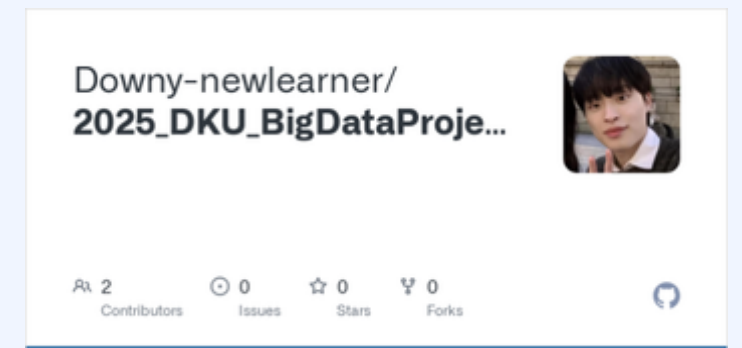 Downy-newlearner/
2025_DKU_BigDataProje...
2 0 0 0
Contributors Issues Stars Forks